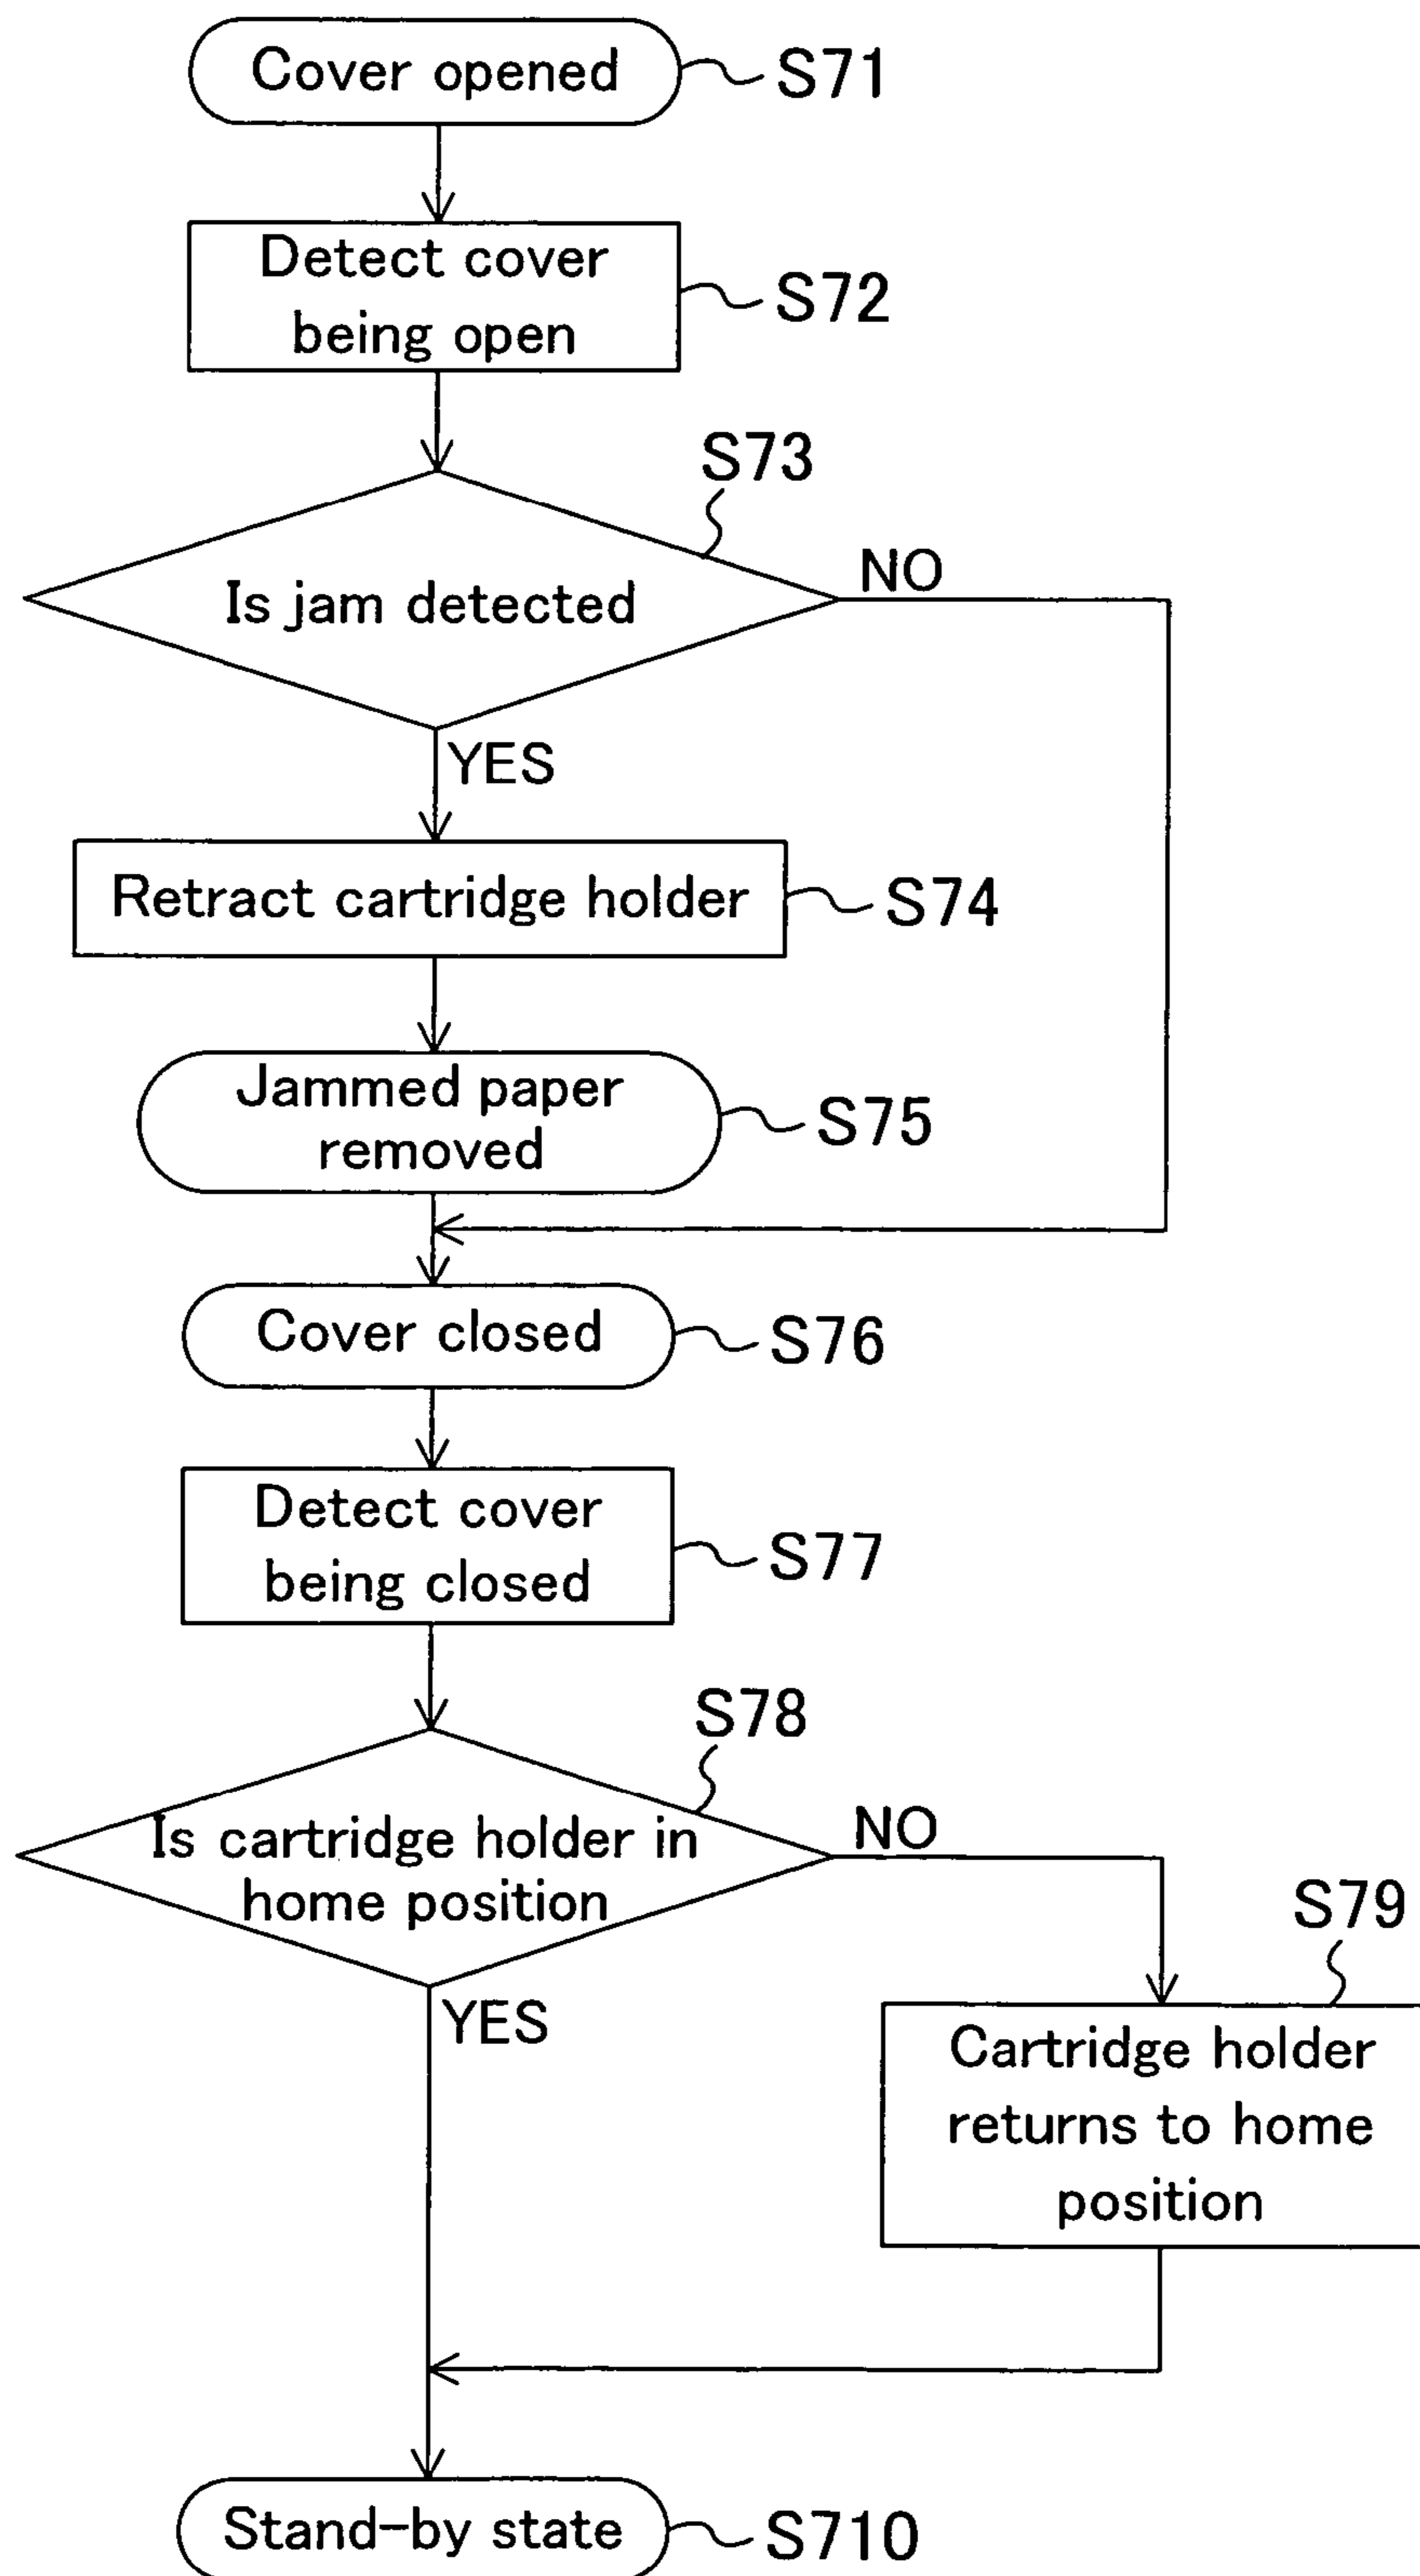 Cover opened
S71
Detect cover
being open
S72
S73
Is jam detected
NO
YES
Retract cartridge holder
S74
Jammed paper
removed
S75
Cover closed
S76
Detect cover
being closed
S77
S78
Is cartridge holder in
home position
NO
YES
S79
Cartridge holder
returns to home
position
Stand-by state
S710